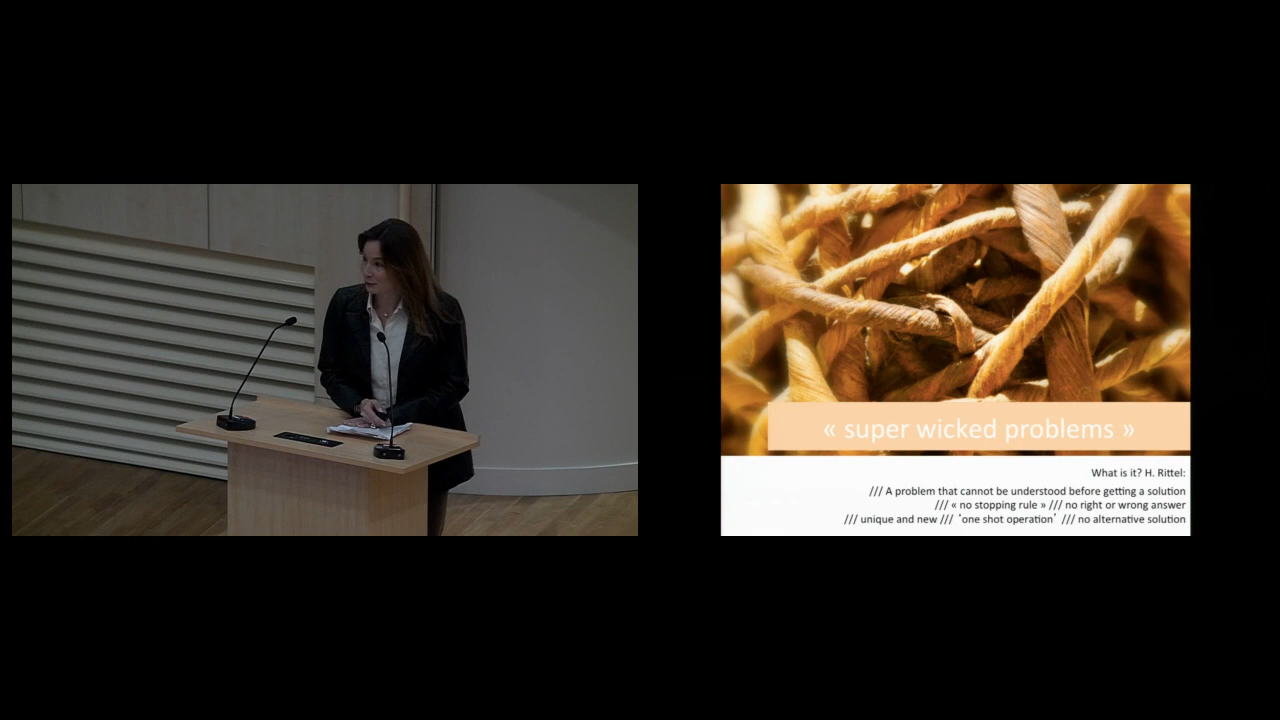 « super wicked problems »
What is it? H. Rittel:
/// A problem that cannot be understood before getting a solution
/// « no stopping rule » /// no right or wrong answer
/// unique and new /// ‘one shot operation’ /// no alternative solution